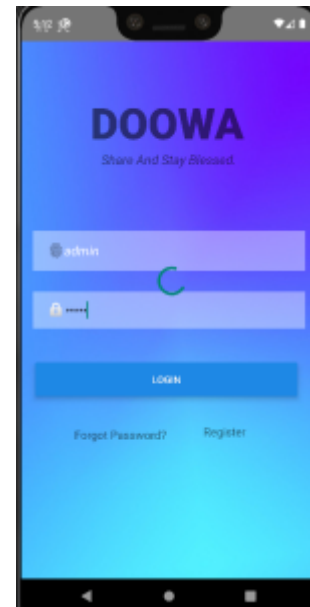 DOOWA
Share And Stay Blessed.
admin
•••••
LOGIN
Forgot Password? Register